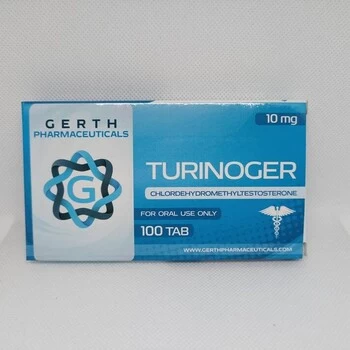 GERTH
PHARMACEUTICALS
G
10 mg
TURINOGER
CHLORDEHYDROMETHYLTESTOSTERONE
FOR ORAL USE ONLY
100 TAB
WWW.GERTHPHARMACEUTICALS.COM